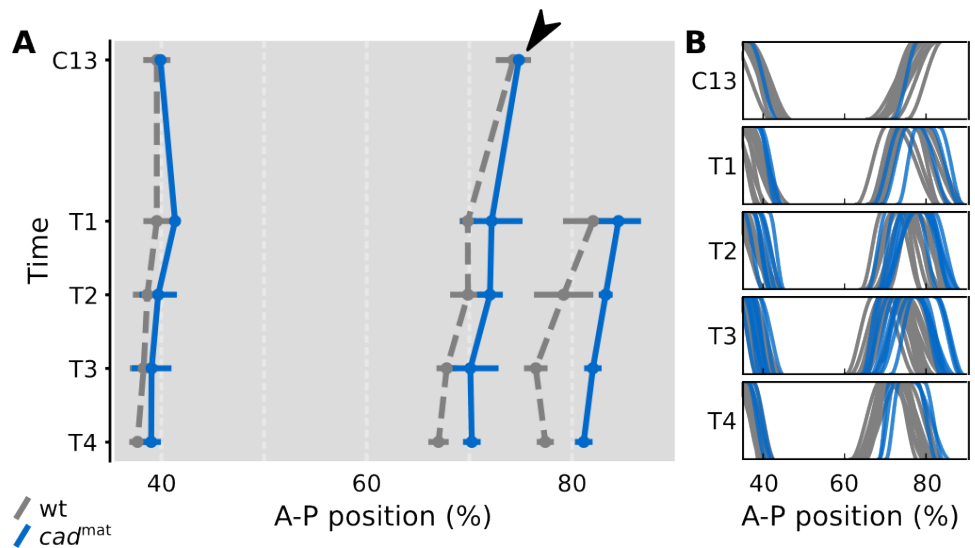 A
B
C13
T1
T2
T3
T4
Time
40
60
80
A-P position (%)
C13
T1
T2
T3
T4
40
60
80
A-P position (%)
wt
cad^mat